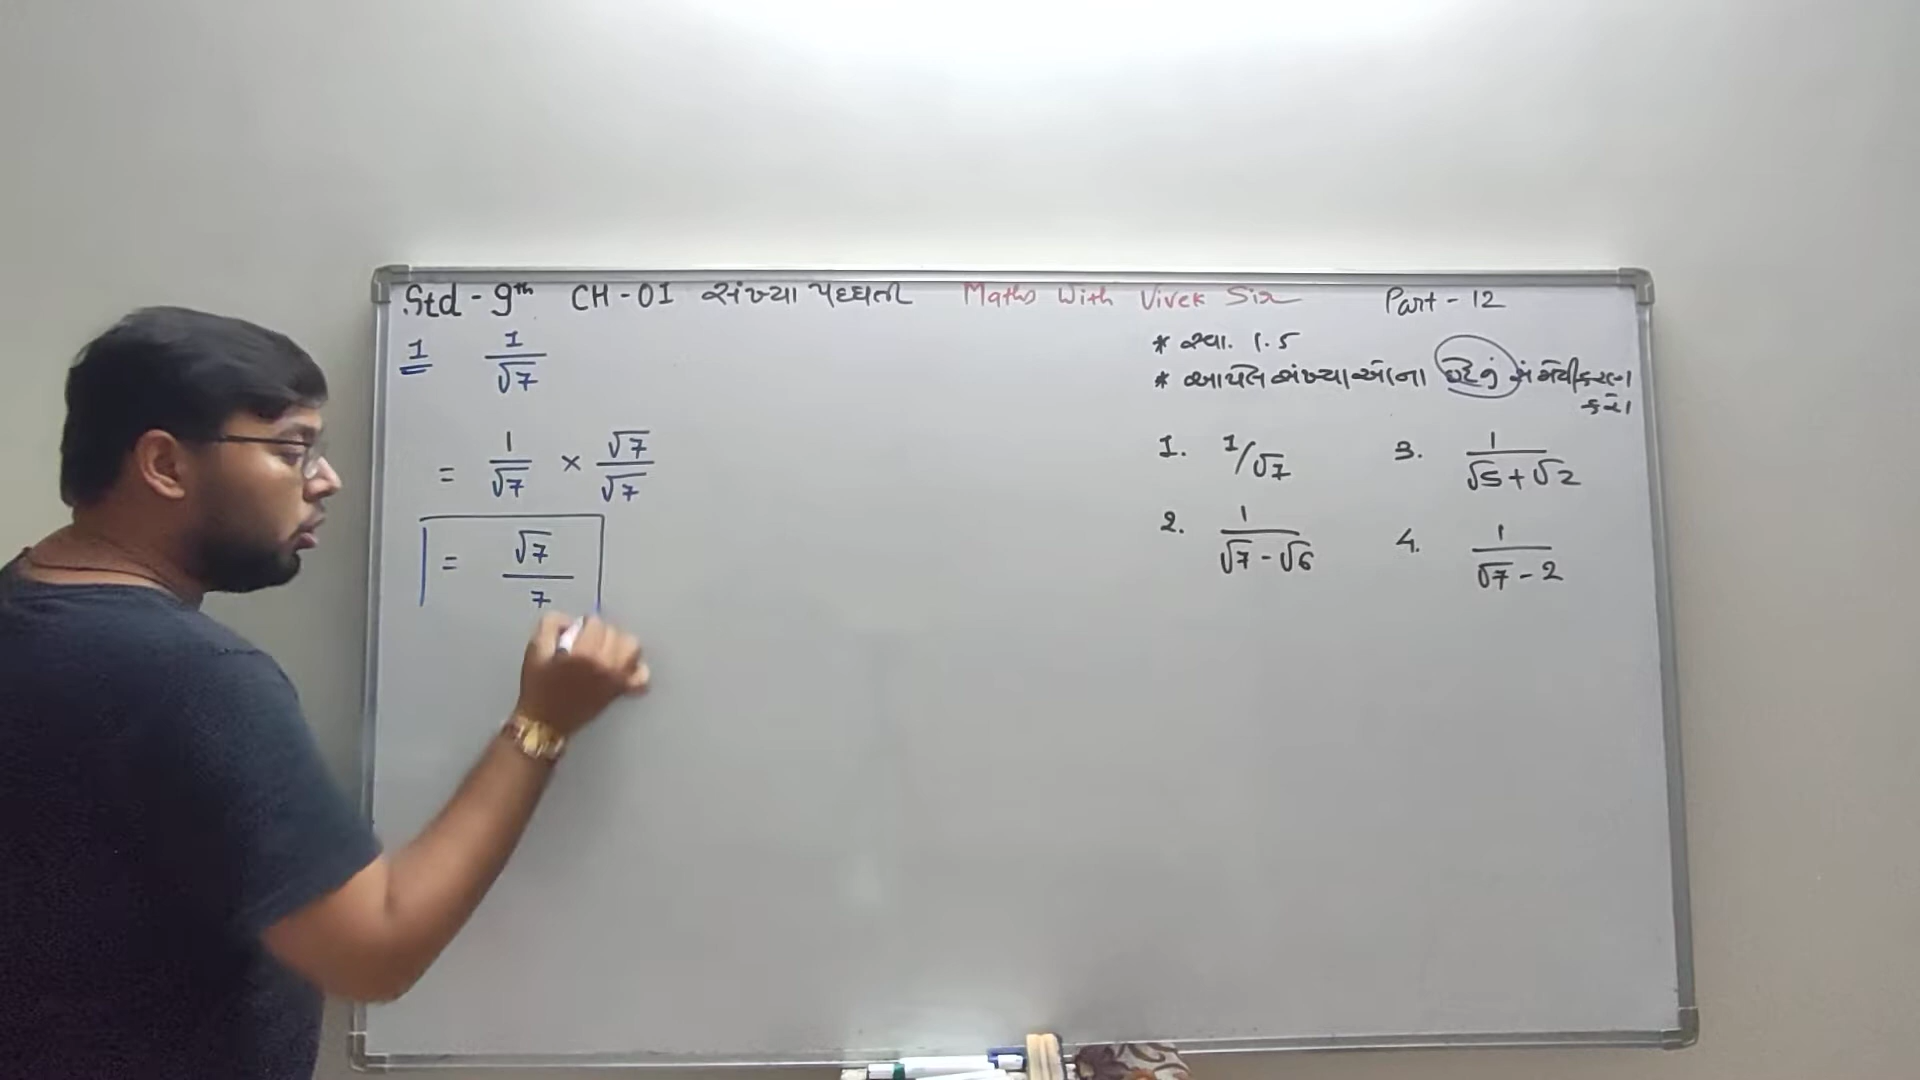 Std - 9th CH - 01 સંખ્યા પદ્ધતી Maths With Vivek Sir Part - 12
1 1/√7
= 1/√7 × √7/√7
= √7/7
* સ્વા. 1.5
* આપેલ સંખ્યાઓના છેદનું સંમેયીકરણ
કરો
1. 1/√7
2. 1/(√7 - √6)
3. 1/(√5 + √2)
4. 1/(√7 - 2)